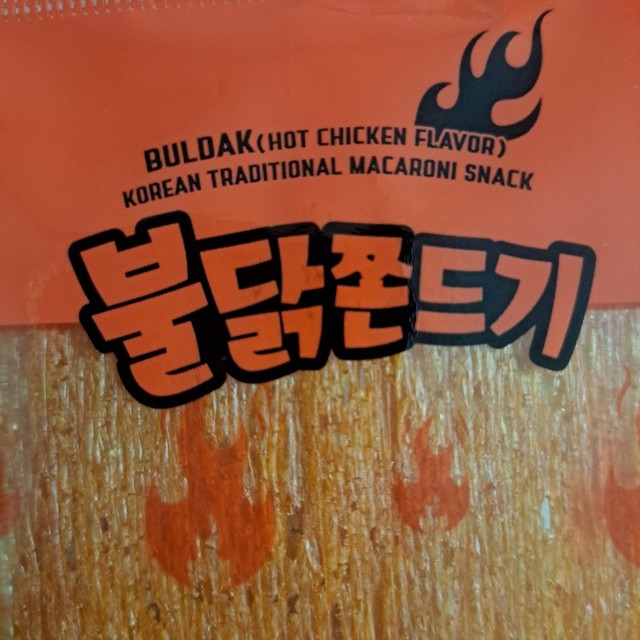 BULDAK(HOT CHICKEN FLAVOR)
KOREAN TRADITIONAL MACARONI SNACK
불닭쫀드기